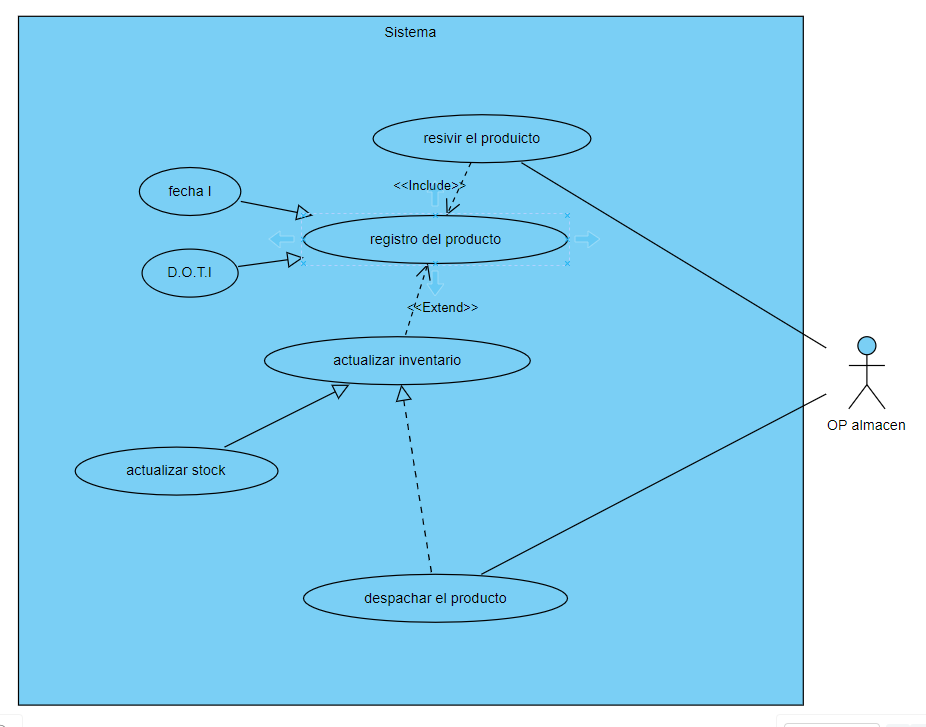 Sistema
resivir el produicto
<<Include>>
fecha I
registro del producto
D.O.T.I
<<Extend>>
actualizar inventario
OP almacen
actualizar stock
despachar el producto